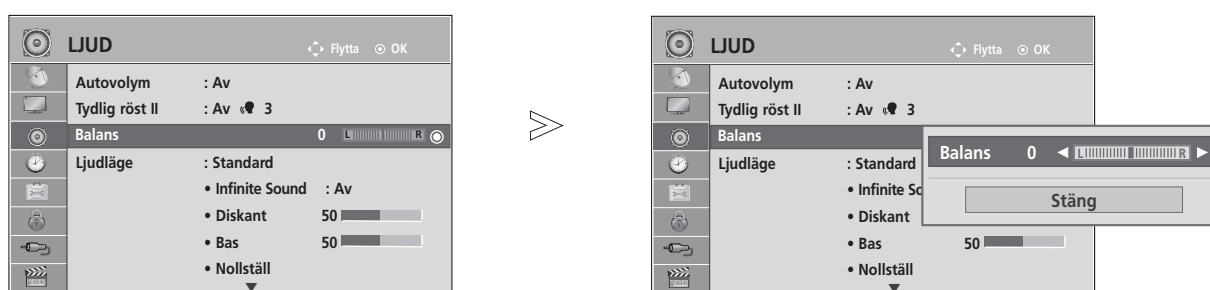 LJUD Flytta OK
Autovolym : Av
Tydlig röst II : Av 3
Balans 0 L R
Ljudläge : Standard
• Infinite Sound : Av
• Diskant 50
• Bas 50
• Nollställ
LJUD Flytta OK
Autovolym : Av
Tydlig röst II : Av 3
Balans
Ljudläge : Standard
• Infinite So
• Diskant
• Bas 50
• Nollställ
Balans 0 L R
Stäng